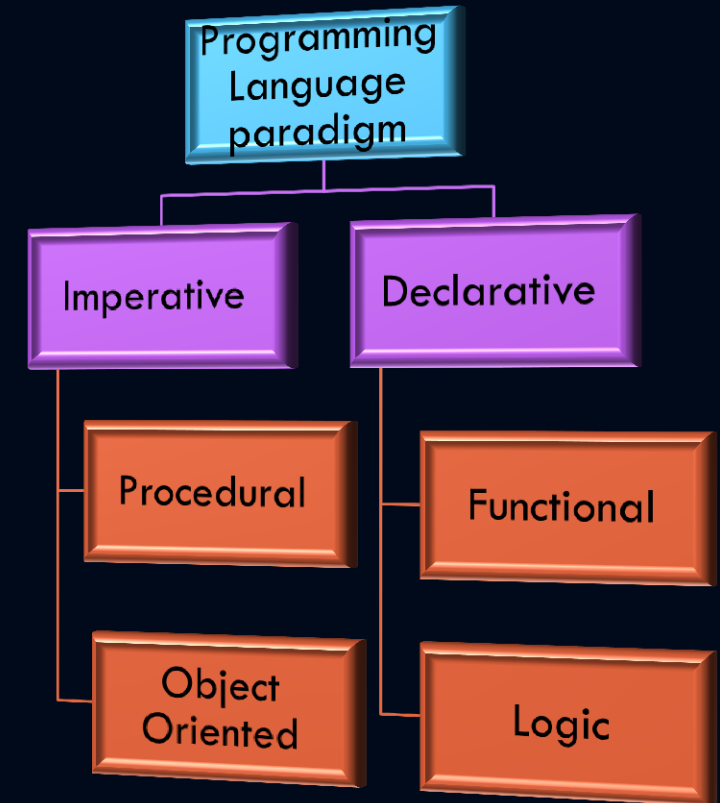 Programming
Language
paradigm
Imperative
Declarative
Procedural
Functional
Object
Oriented
Logic